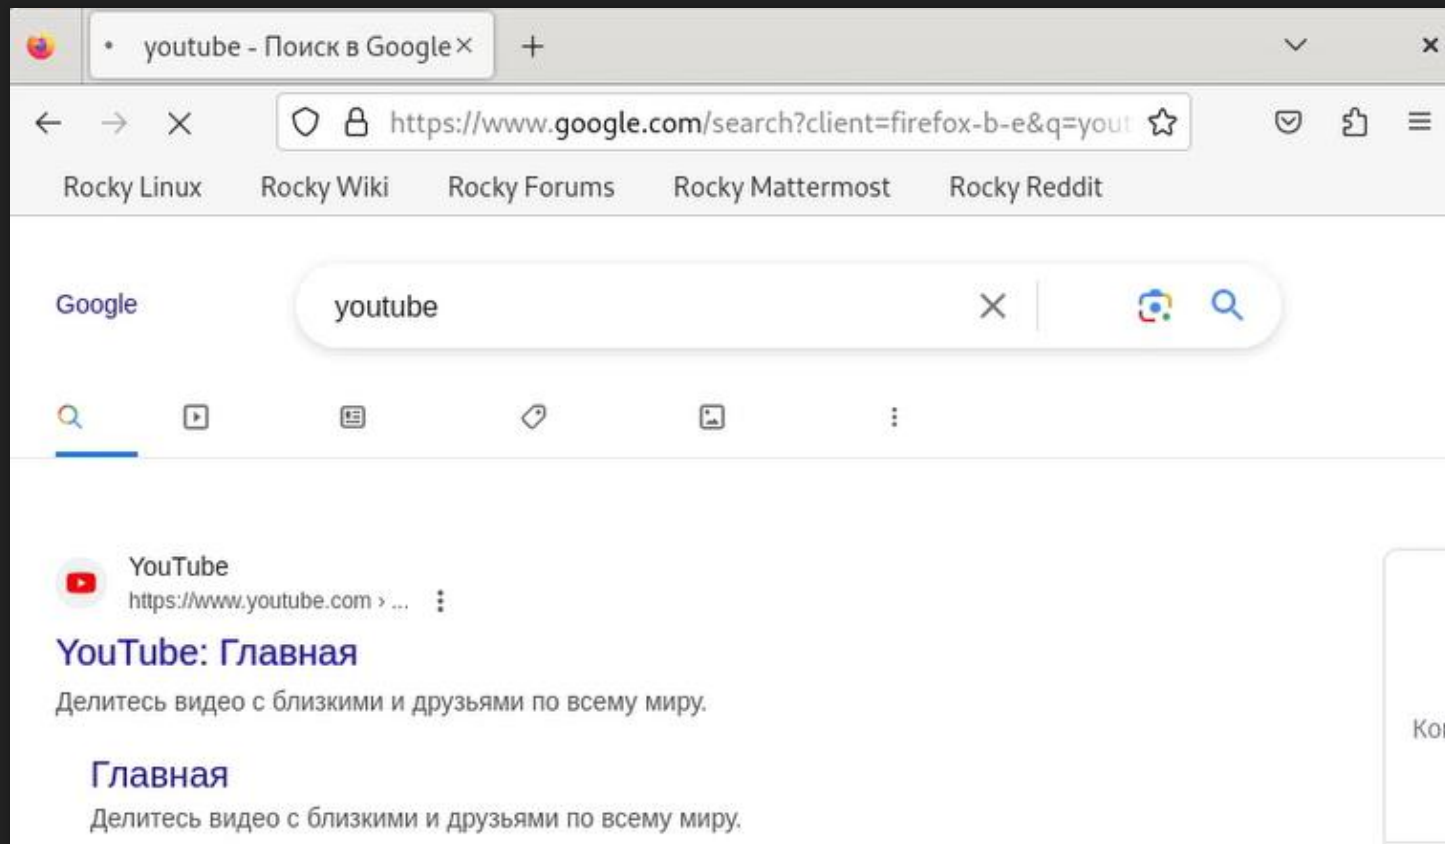 youtube - Поиск в Google
https://www.google.com/search?client=firefox-b-e&q=yout
Rocky Linux Rocky Wiki Rocky Forums Rocky Mattermost Rocky Reddit
Google youtube
YouTube
https://www.youtube.com › ...
YouTube: Главная
Делитесь видео с близкими и друзьями по всему миру.
Главная
Делитесь видео с близкими и друзьями по всему миру.